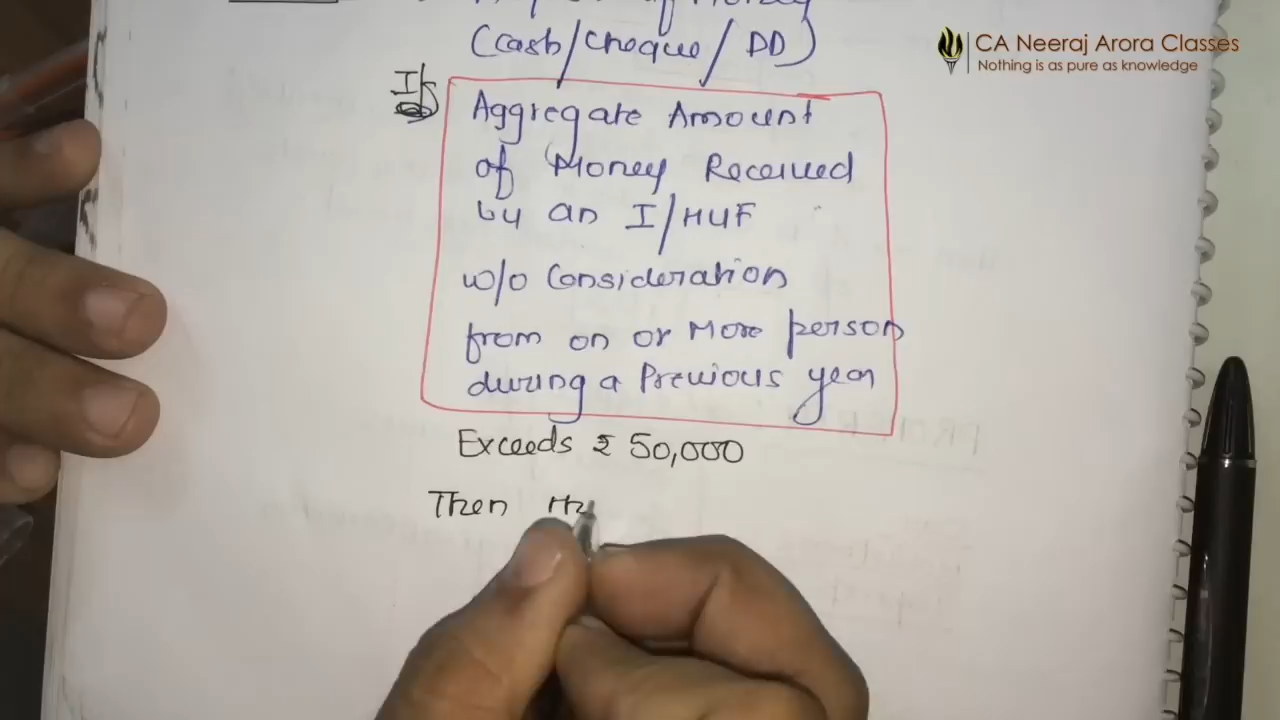 CA Neeraj Arora Classes
Nothing is as pure as knowledge
(cash/cheque/DD)
If
Aggregate Amount
of Money Received
by an I/HUF
w/o Consideration
from on or More person
during a Previous year
Exceeds ₹ 50,000
Then